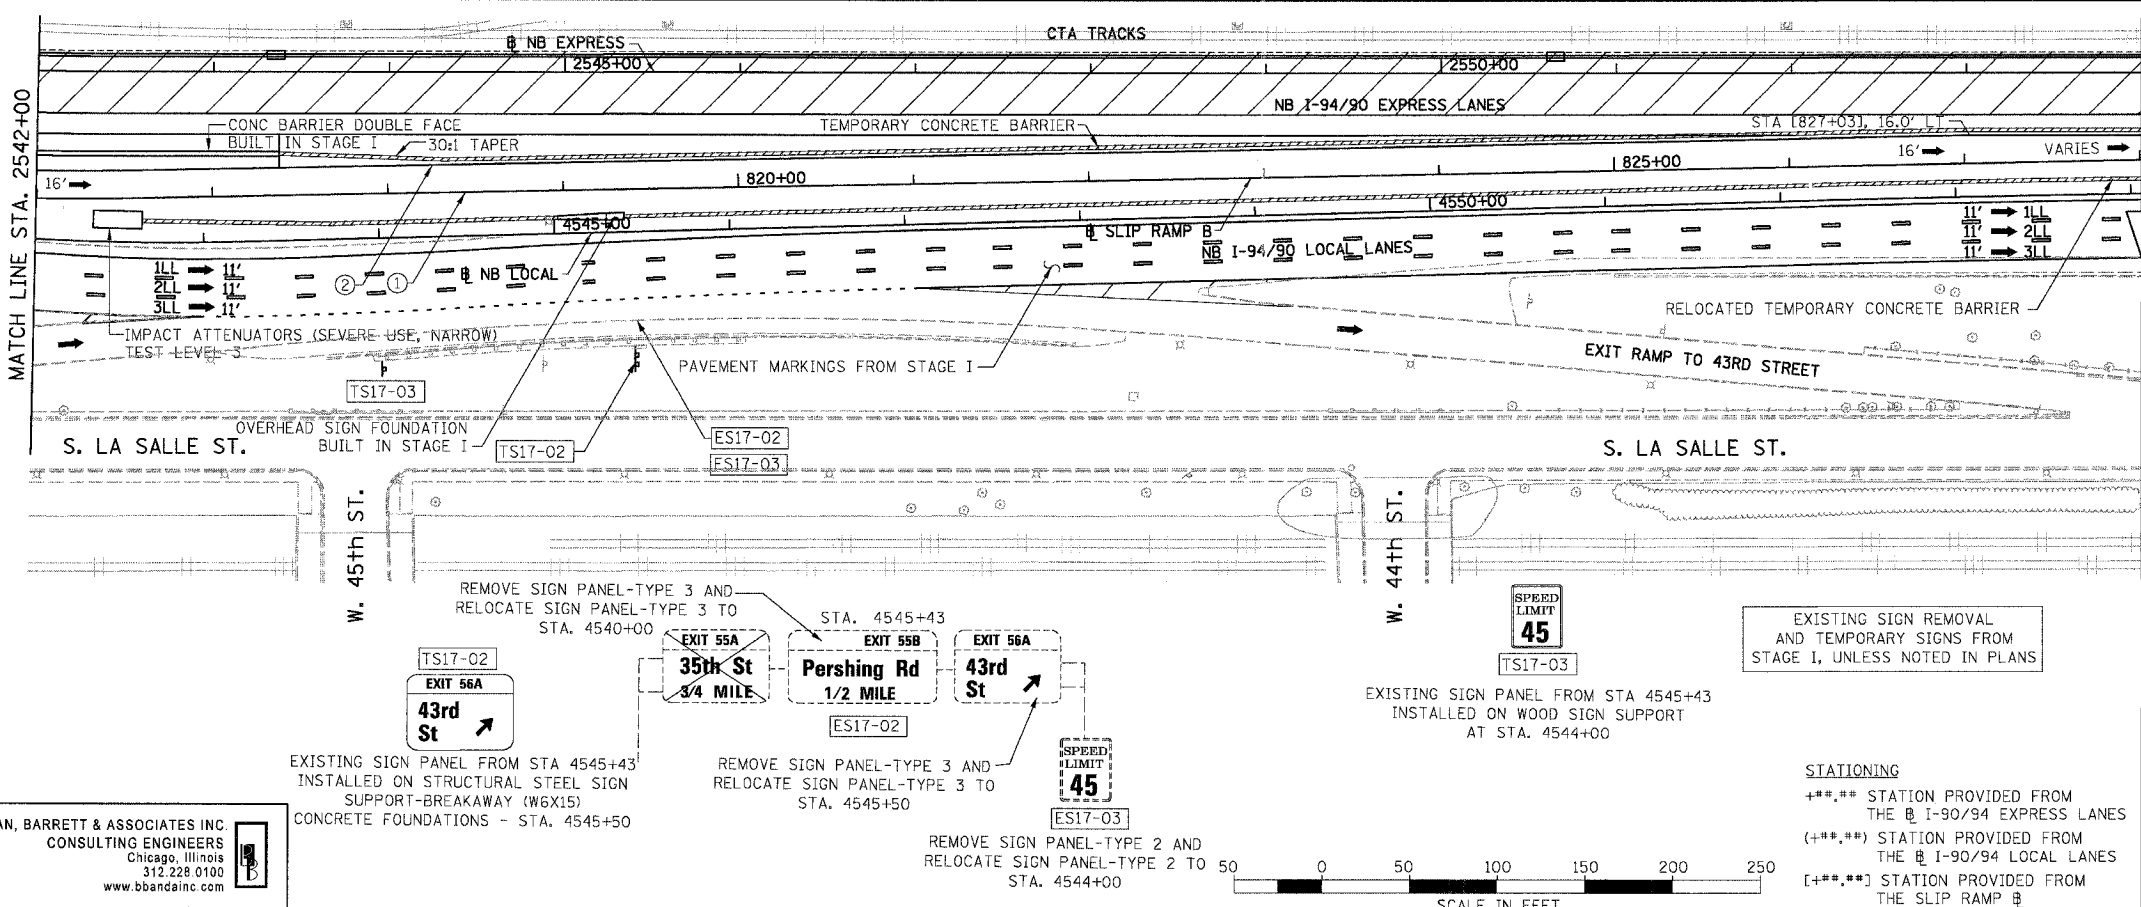 CTA TRACKS
℄ NB EXPRESS
2545+00
2550+00
NB I-94/90 EXPRESS LANES
MATCH LINE STA. 2542+00
CONC BARRIER DOUBLE FACE
BUILT IN STAGE I
30:1 TAPER
TEMPORARY CONCRETE BARRIER
STA [827+03], 16.0' LT
16'
820+00
825+00
16'
VARIES
4545+00
4550+00
℄ SLIP RAMP B
NB I-94/90 LOCAL LANES
11' 1LL
11' 2LL
11' 3LL
1LL 11'
2LL 11'
3LL 11'
2
1
℄ NB LOCAL
IMPACT ATTENUATORS (SEVERE USE, NARROW)
TEST LEVEL 3
PAVEMENT MARKINGS FROM STAGE I
RELOCATED TEMPORARY CONCRETE BARRIER
EXIT RAMP TO 43RD STREET
TS17-03
OVERHEAD SIGN FOUNDATION
BUILT IN STAGE I
TS17-02
ES17-02
ES17-03
S. LA SALLE ST.
S. LA SALLE ST.
W. 45th ST.
W. 44th ST.
REMOVE SIGN PANEL-TYPE 3 AND
RELOCATE SIGN PANEL-TYPE 3 TO
STA. 4540+00
STA. 4545+43
EXIT 55A
35th St
3/4 MILE
EXIT 55B
Pershing Rd
1/2 MILE
EXIT 56A
43rd
St
ES17-02
TS17-02
EXIT 56A
43rd
St
EXISTING SIGN PANEL FROM STA 4545+43
INSTALLED ON STRUCTURAL STEEL SIGN
SUPPORT-BREAKAWAY (W6X15)
CONCRETE FOUNDATIONS - STA. 4545+50
REMOVE SIGN PANEL-TYPE 3 AND
RELOCATE SIGN PANEL-TYPE 3 TO
STA. 4545+50
SPEED
LIMIT
45
ES17-03
REMOVE SIGN PANEL-TYPE 2 AND
RELOCATE SIGN PANEL-TYPE 2 TO
STA. 4544+00
SPEED
LIMIT
45
TS17-03
EXISTING SIGN PANEL FROM STA 4545+43
INSTALLED ON WOOD SIGN SUPPORT
AT STA. 4544+00
EXISTING SIGN REMOVAL
AND TEMPORARY SIGNS FROM
STAGE I, UNLESS NOTED IN PLANS
STATIONING
+##.## STATION PROVIDED FROM
THE ℄ I-90/94 EXPRESS LANES
(+##.##) STATION PROVIDED FROM
THE ℄ I-90/94 LOCAL LANES
[+##.##] STATION PROVIDED FROM
THE SLIP RAMP ℄
50 0 50 100 150 200 250
SCALE IN FEET
AN, BARRETT & ASSOCIATES INC.
CONSULTING ENGINEERS
Chicago, Illinois
312.228.0100
www.bbandainc.com